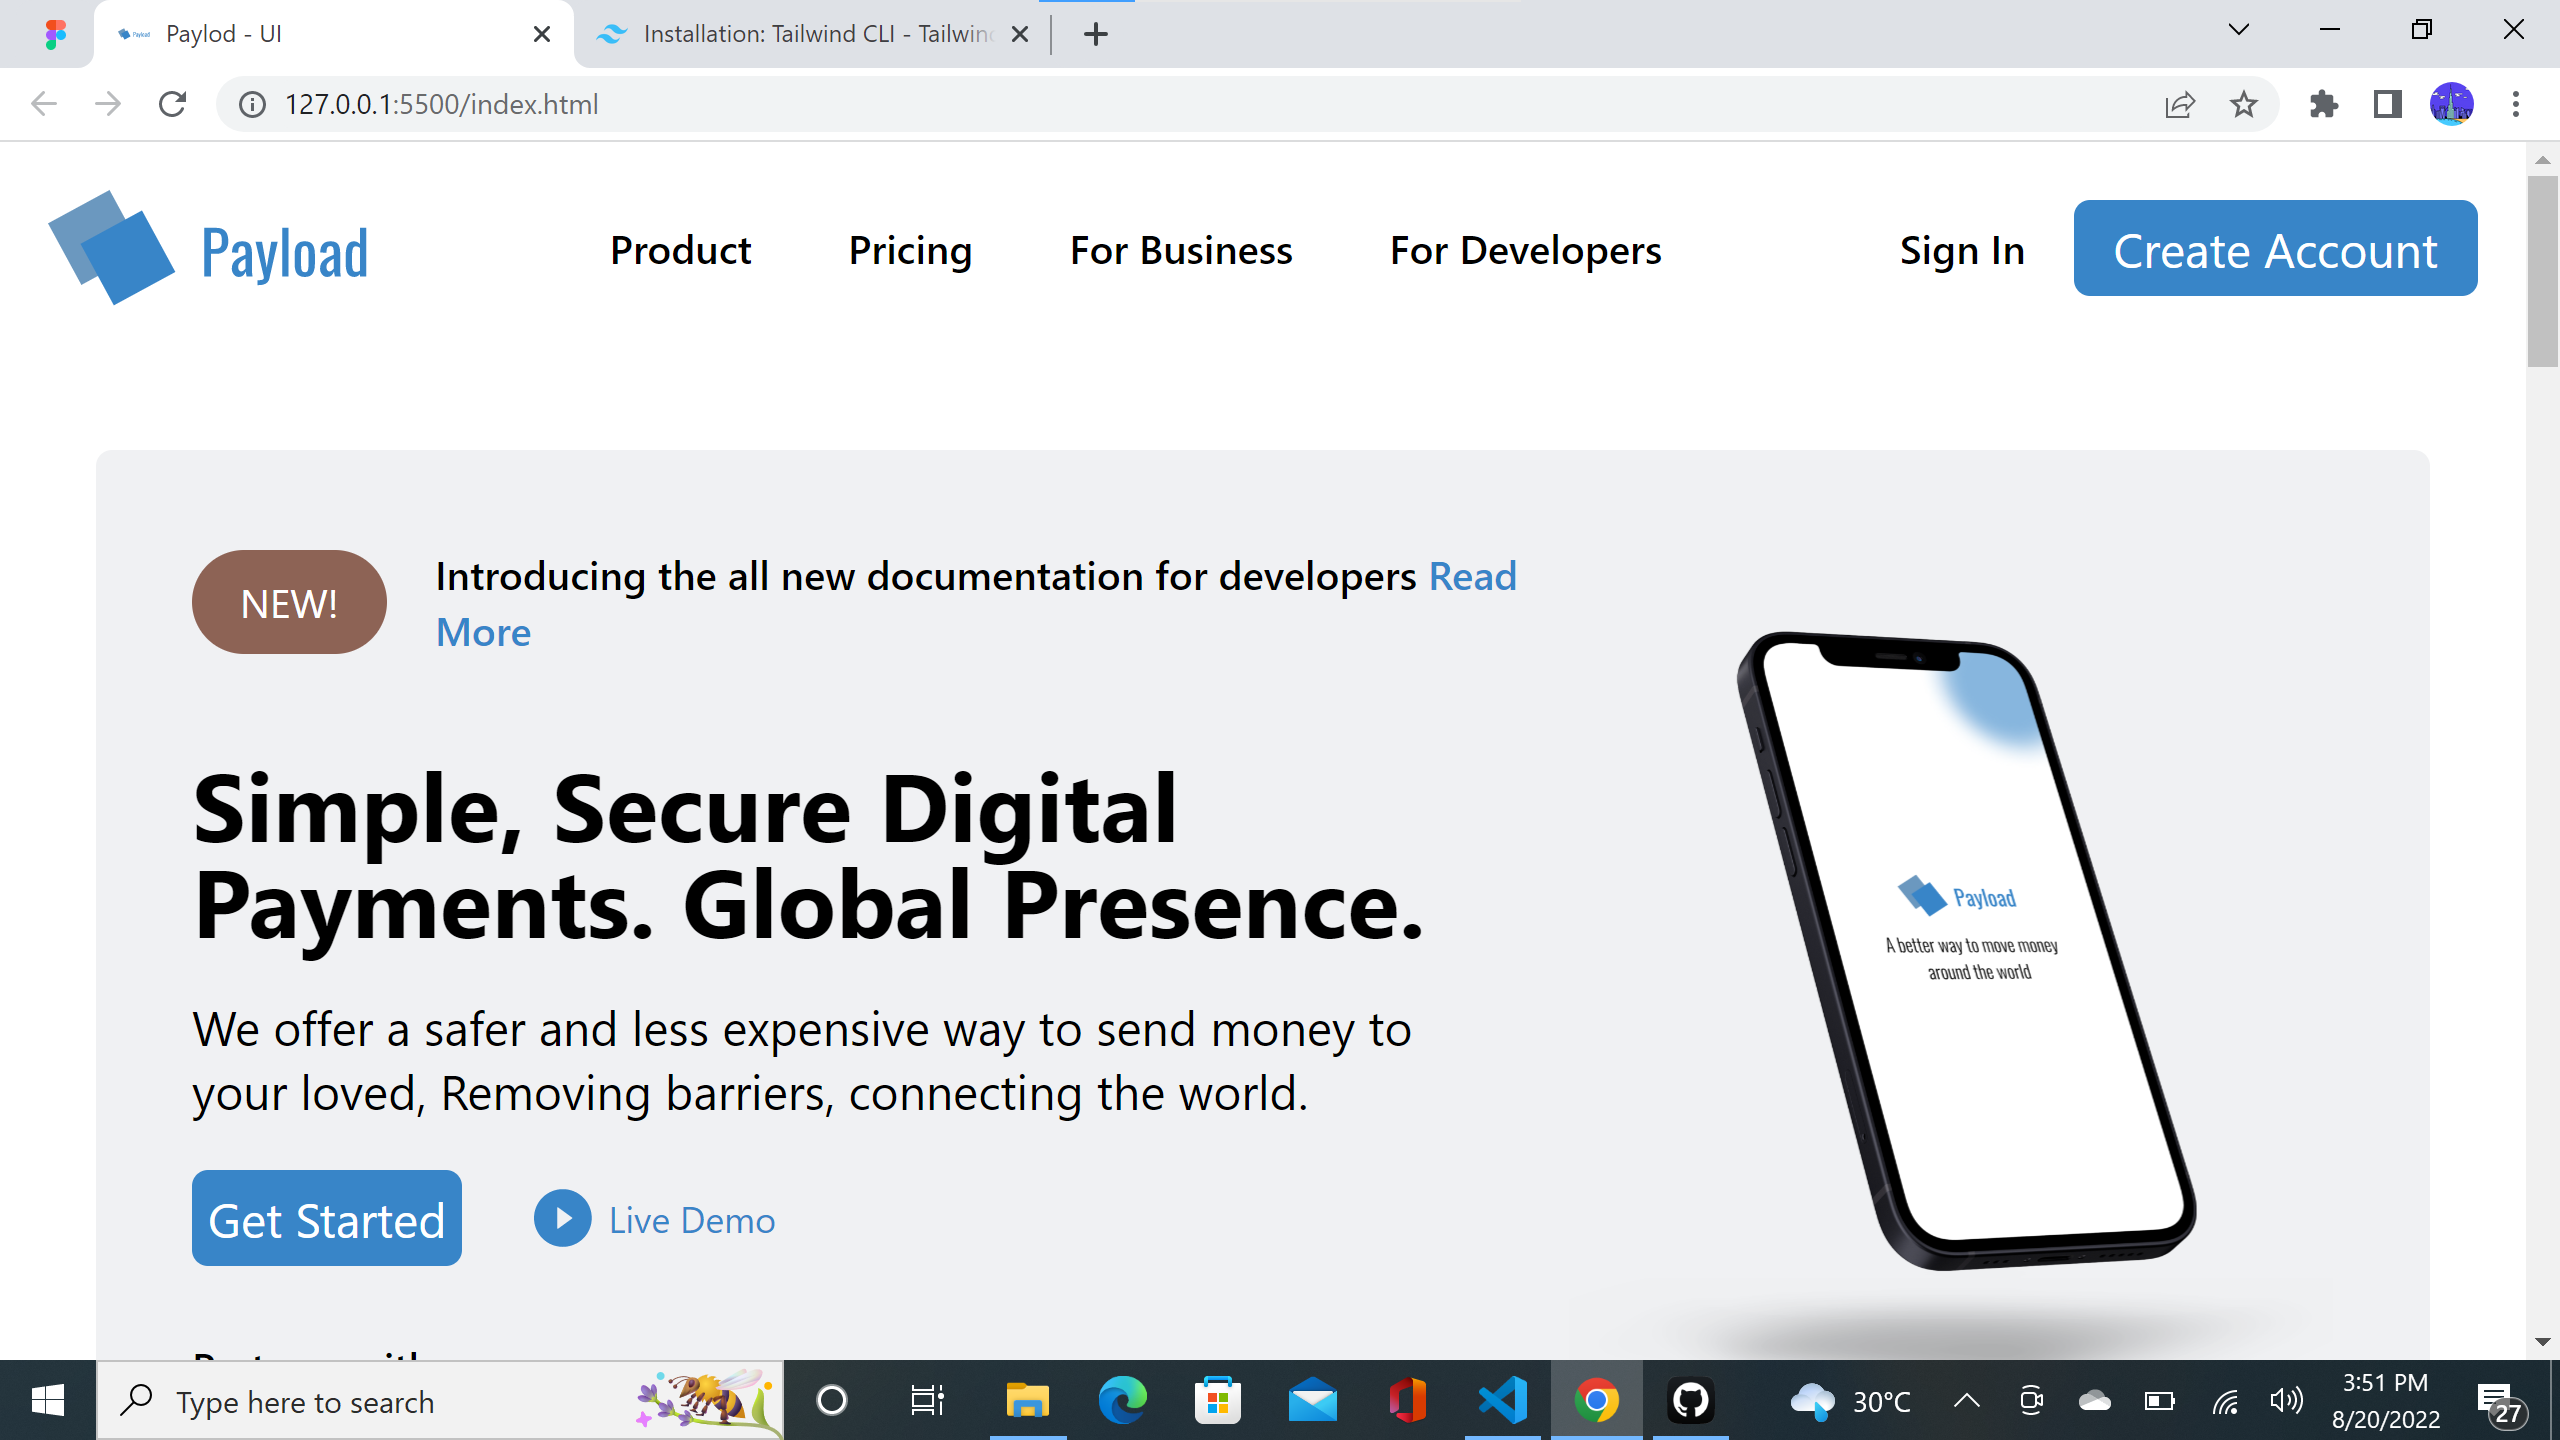 Paylod - UI
Installation: Tailwind CLI - Tailwind
127.0.0.1:5500/index.html
Payload
Product
Pricing
For Business
For Developers
Sign In
Create Account
NEW!
Introducing the all new documentation for developers Read
More
Simple, Secure Digital
Payments. Global Presence.
We offer a safer and less expensive way to send money to
your loved, Removing barriers, connecting the world.
Get Started
Live Demo
Payload
A better way to move money
around the world
Type here to search
30°C
3:51 PM
8/20/2022
27